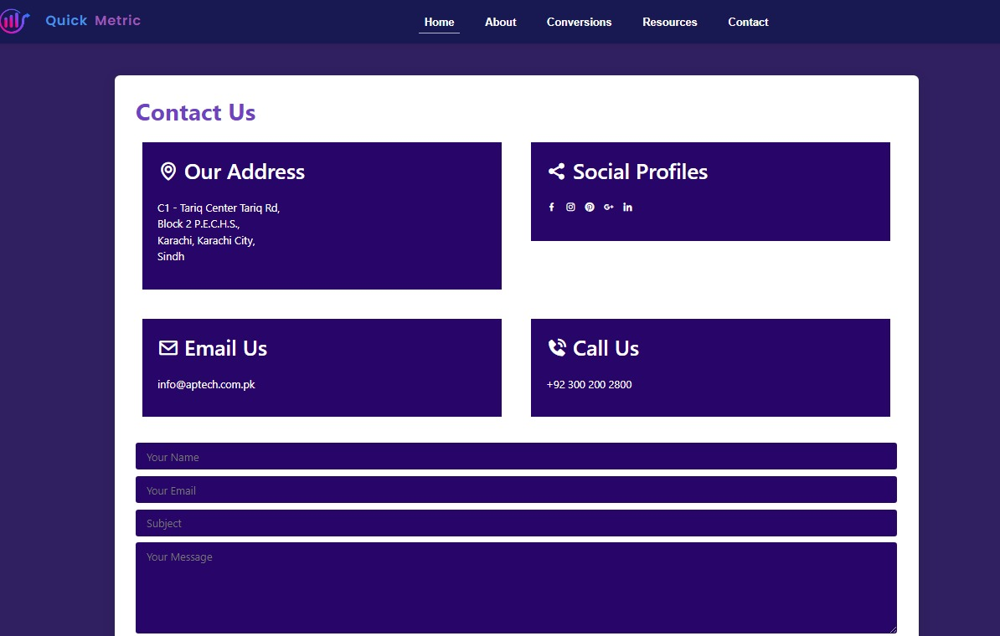 Quick Metric
Home About Conversions Resources Contact
Contact Us
Our Address
C1 - Tariq Center Tariq Rd,
Block 2 P.E.C.H.S.,
Karachi, Karachi City,
Sindh
Social Profiles
Email Us
info@aptech.com.pk
Call Us
+92 300 200 2800
Your Name
Your Email
Subject
Your Message